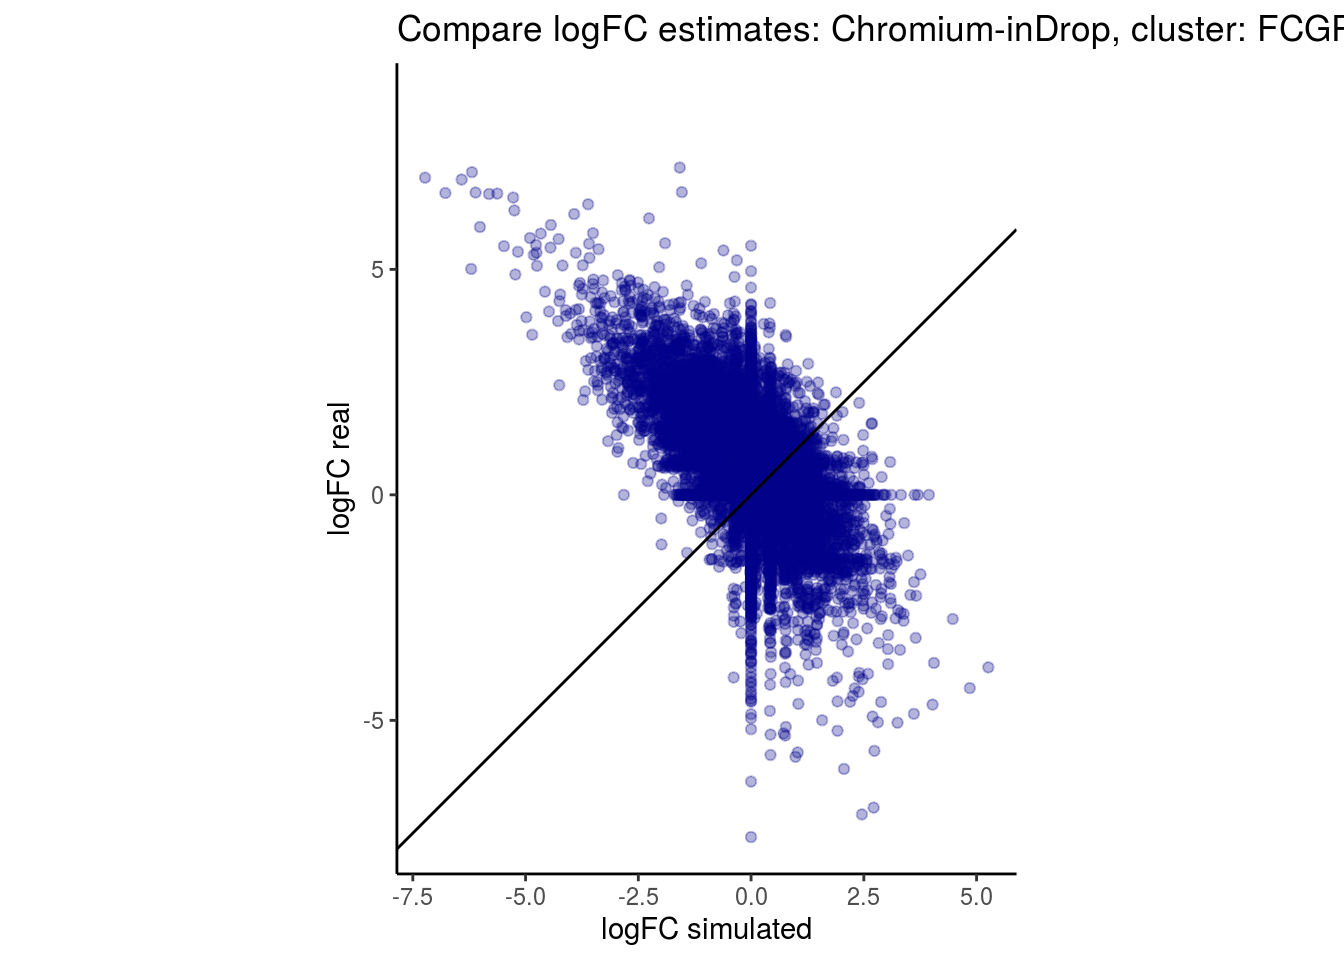 Compare logFC estimates: Chromium-inDrop, cluster: FCGR
logFC real
5
0
-5
-7.5 -5.0 -2.5 0.0 2.5 5.0
logFC simulated